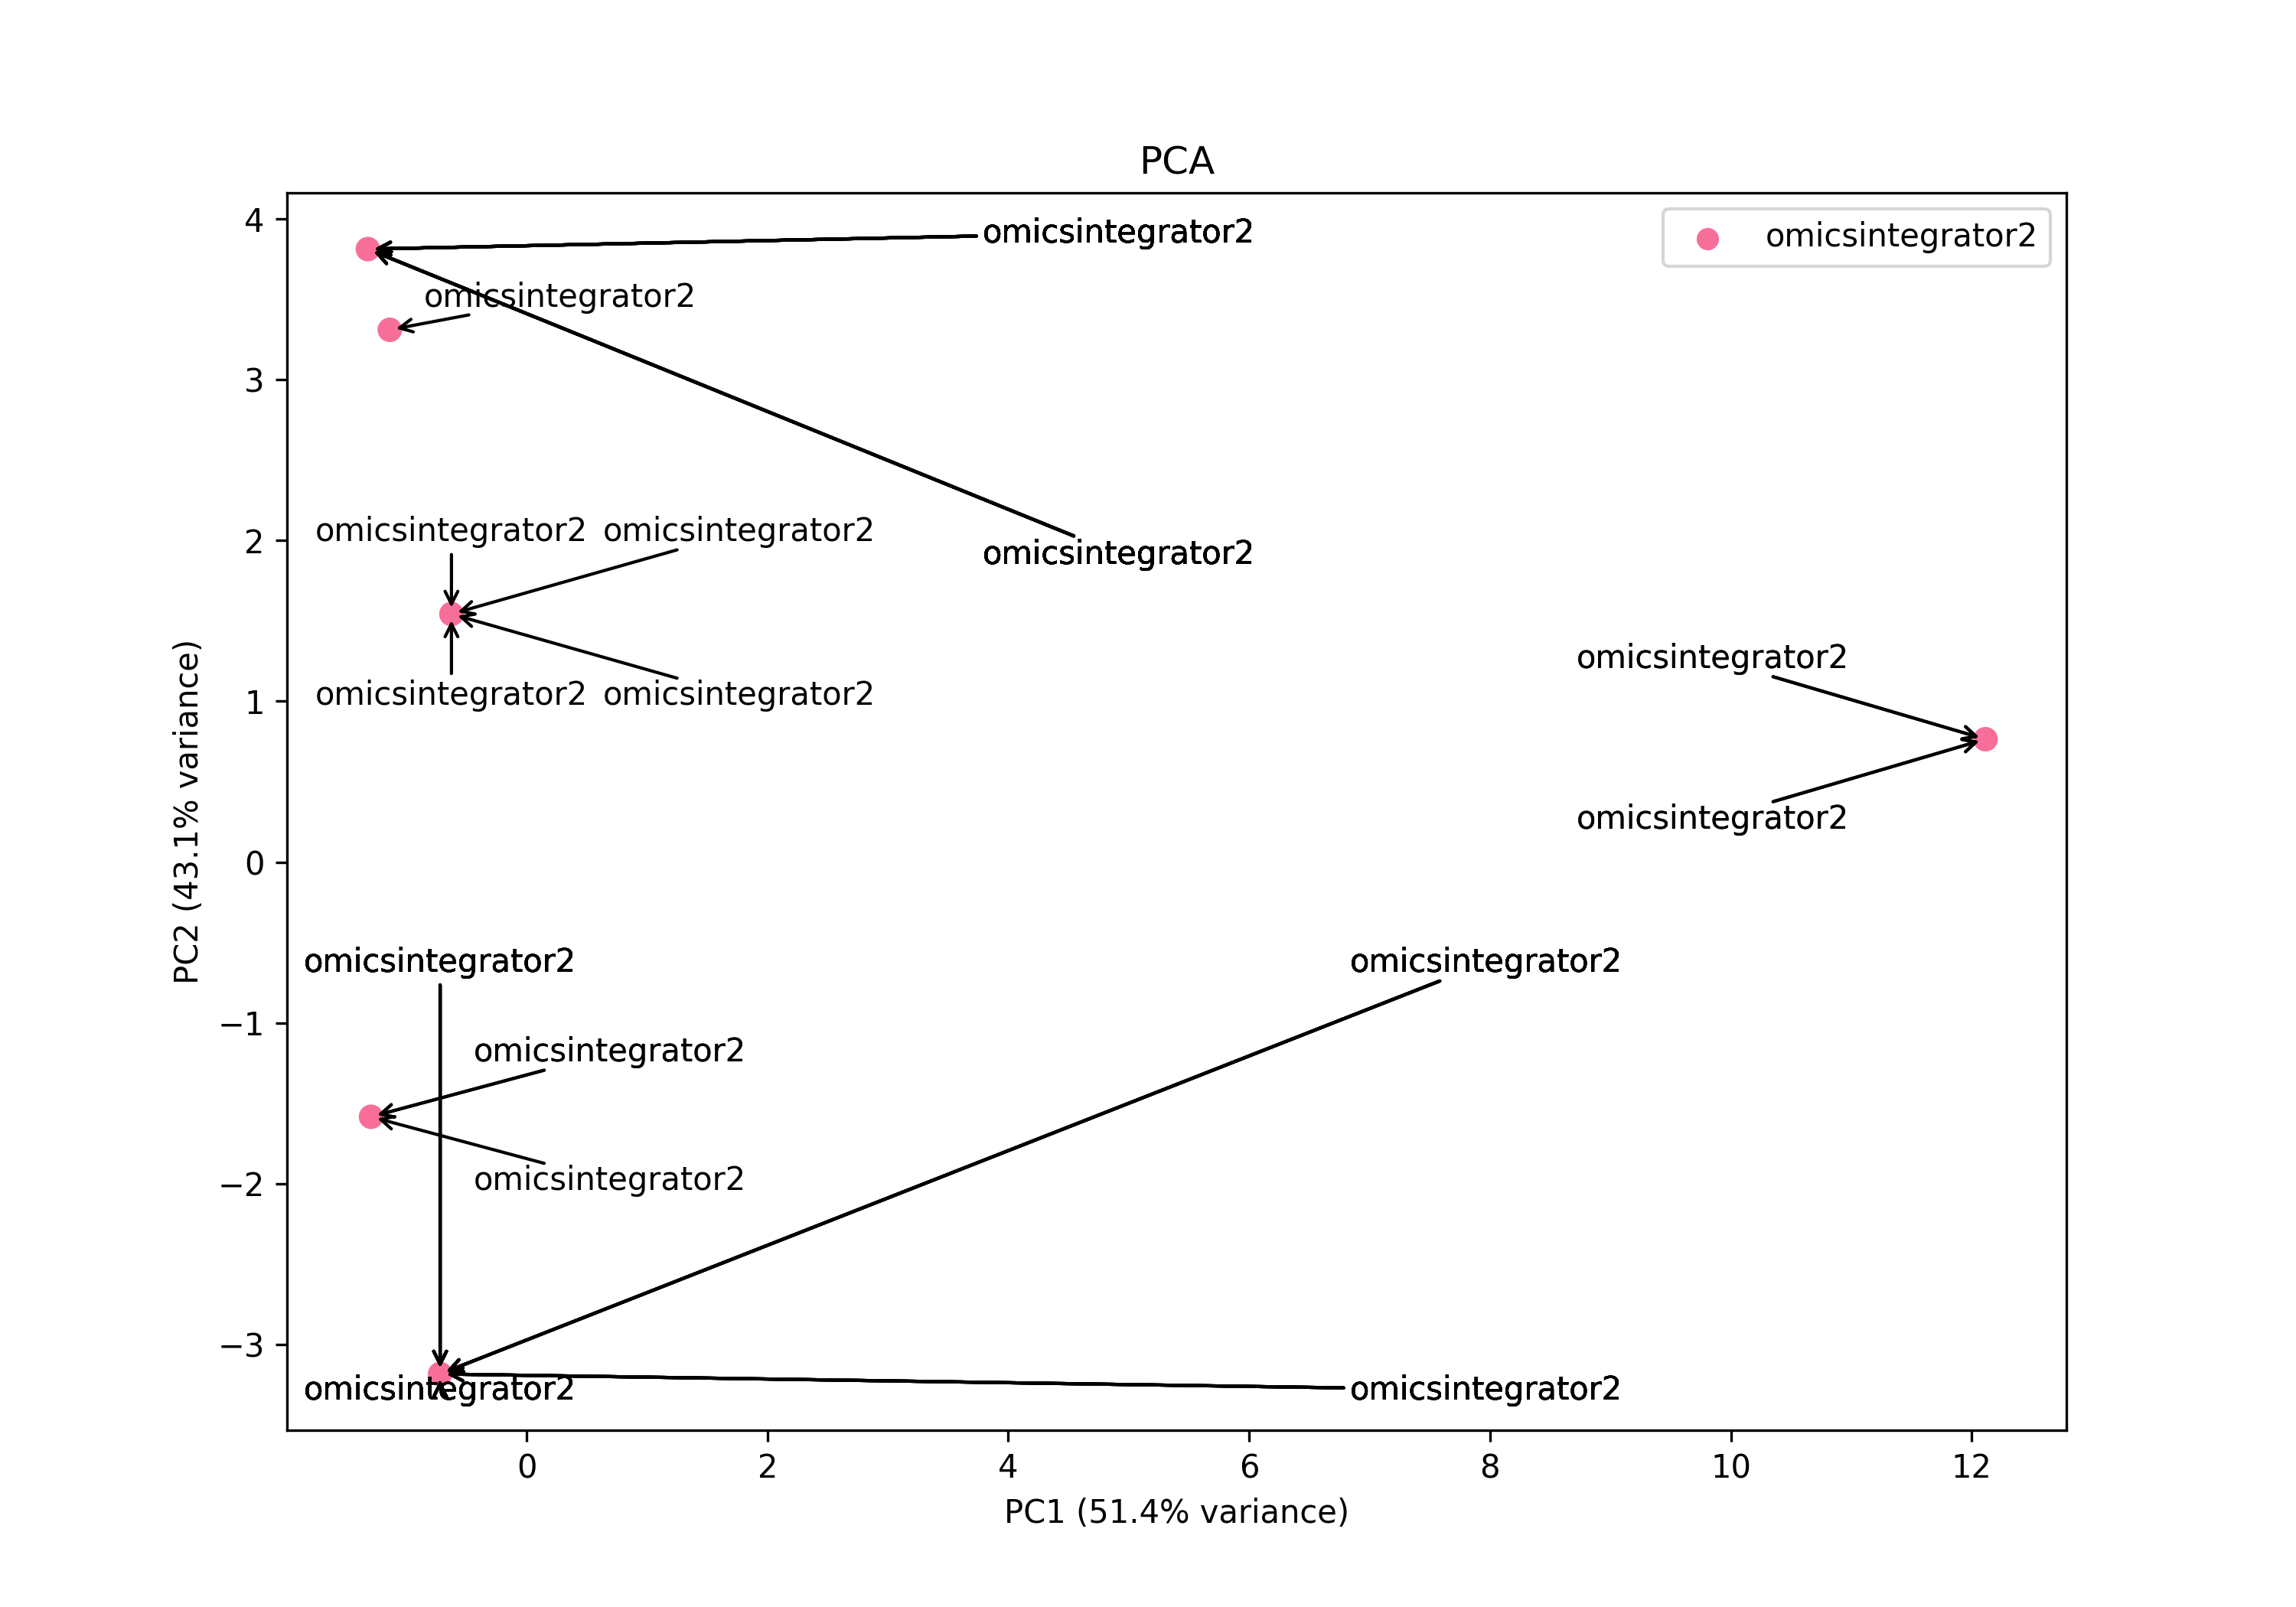 PCA
4
omicsintegrator2
omicsintegrator2
omicsintegrator2
3
2
omicsintegrator2 omicsintegrator2
omicsintegrator2
omicsintegrator2
1
omicsintegrator2 omicsintegrator2
omicsintegrator2
0
omicsintegrator2
omicsintegrator2
−1
omicsintegrator2
−2
omicsintegrator2
−3
omicsintegrator2
omicsintegrator2
PC2 (43.1% variance)
0 2 4 6 8 10 12
PC1 (51.4% variance)